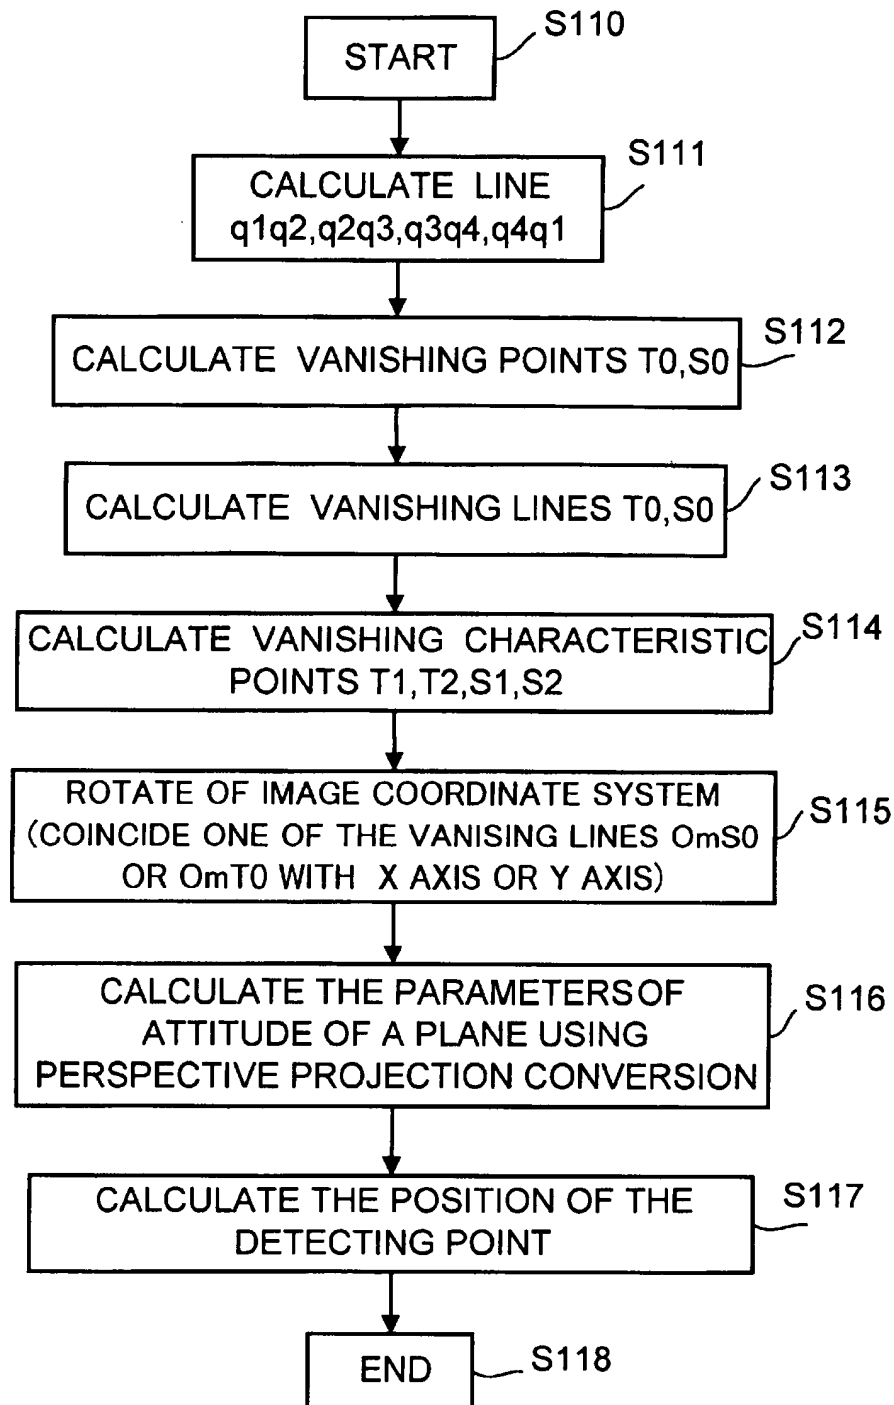 S110
START
S111
CALCULATE LINE
q1q2,q2q3,q3q4,q4q1
S112
CALCULATE VANISHING POINTS T0,S0
S113
CALCULATE VANISHING LINES T0,S0
S114
CALCULATE VANISHING CHARACTERISTIC
POINTS T1,T2,S1,S2
S115
ROTATE OF IMAGE COORDINATE SYSTEM
(COINCIDE ONE OF THE VANISING LINES OmS0
OR OmT0 WITH X AXIS OR Y AXIS)
S116
CALCULATE THE PARAMETERS OF
ATTITUDE OF A PLANE USING
PERSPECTIVE PROJECTION CONVERSION
S117
CALCULATE THE POSITION OF THE
DETECTING POINT
S118
END